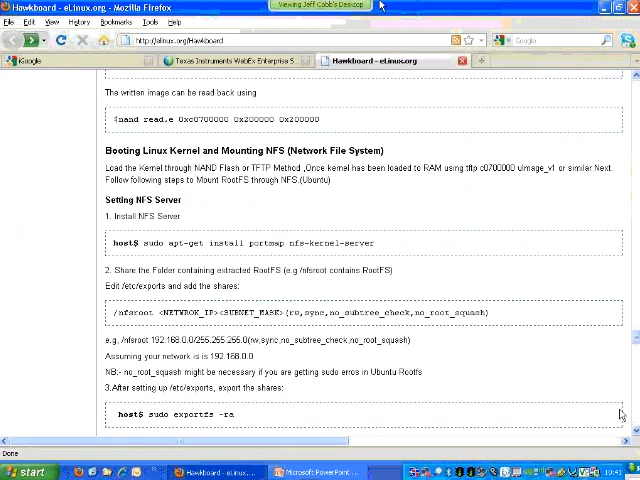 Viewing Jeff Cobb's Desktop
Hawkboard - eLinux.org - Mozilla Firefox
File Edit View History Bookmarks Tools Help
http://elinux.org/Hawkboard
Google
iGoogle
Texas Instruments WebEx Enterprise S...
Hawkboard - eLinux.org
The written image can be read back using
$nand read.e 0xc0700000 0x200000 0x200000
Booting Linux Kernel and Mounting NFS (Network File System)
Load the Kernel through NAND Flash or TFTP Method ,Once kernel has been loaded to RAM using tftp c0700000 uImage_v1 or similar Next.
Follow following steps to Mount RootFS through NFS.(Ubuntu)
Setting NFS Server
1. Install NFS Server
host$ sudo apt-get install portmap nfs-kernel-server
2. Share the Folder containing extracted RootFS (e.g /nfsroot contains RootFS)
Edit /etc/exports and add the shares:
/nfsroot <NETWROK_IP><SUBNET_MASK>(rw,sync,no_subtree_check,no_root_squash)
e.g, /nfsroot 192.168.0.0/255.255.255.0(rw,sync,no_subtree_check,no_root_squash)
Assuming your network is is 192.168.0.0
NB:- no_root_squash might be necessary if you are getting sudo erros in Ubuntu Rootfs
3.After setting up /etc/exports, export the shares:
host$ sudo exportfs -ra
Done
start
Hawkboard - eLinux....
Microsoft PowerPoint ...
10:41